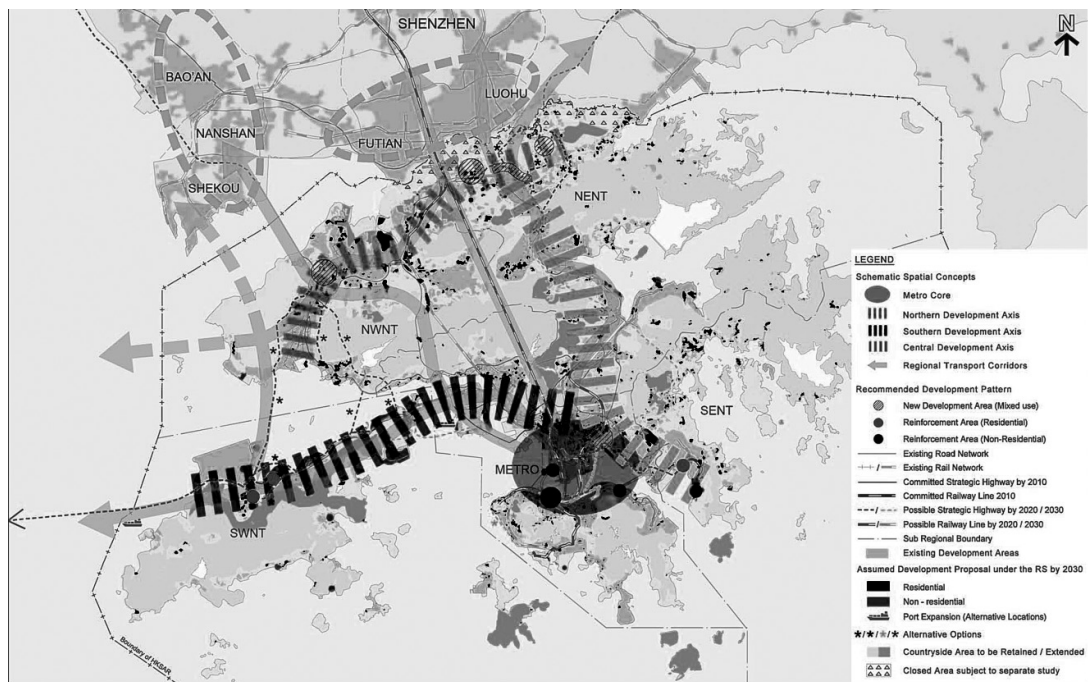 SHENZHEN
N
BAO'AN
LUOHU
NANSHAN
FUTIAN
SHEKOU
NENT
NWNT
SENT
METRO
SWNT
Boundary of HKSAR
LEGEND
Schematic Spatial Concepts
Metro Core
Northern Development Axis
Southern Development Axis
Central Development Axis
Regional Transport Corridors
Recommended Development Pattern
New Development Area (Mixed use)
Reinforcement Area (Residential)
Reinforcement Area (Non-Residential)
Existing Road Network
Existing Rail Network
Committed Strategic Highway by 2010
Committed Railway Line 2010
Possible Strategic Highway by 2020 / 2030
Possible Railway Line by 2020 / 2030
Sub Regional Boundary
Existing Development Areas
Assumed Development Proposal under the RS by 2030
Residential
Non - residential
Port Expansion (Alternative Locations)
Alternative Options
Countryside Area to be Retained / Extended
Closed Area subject to separate study